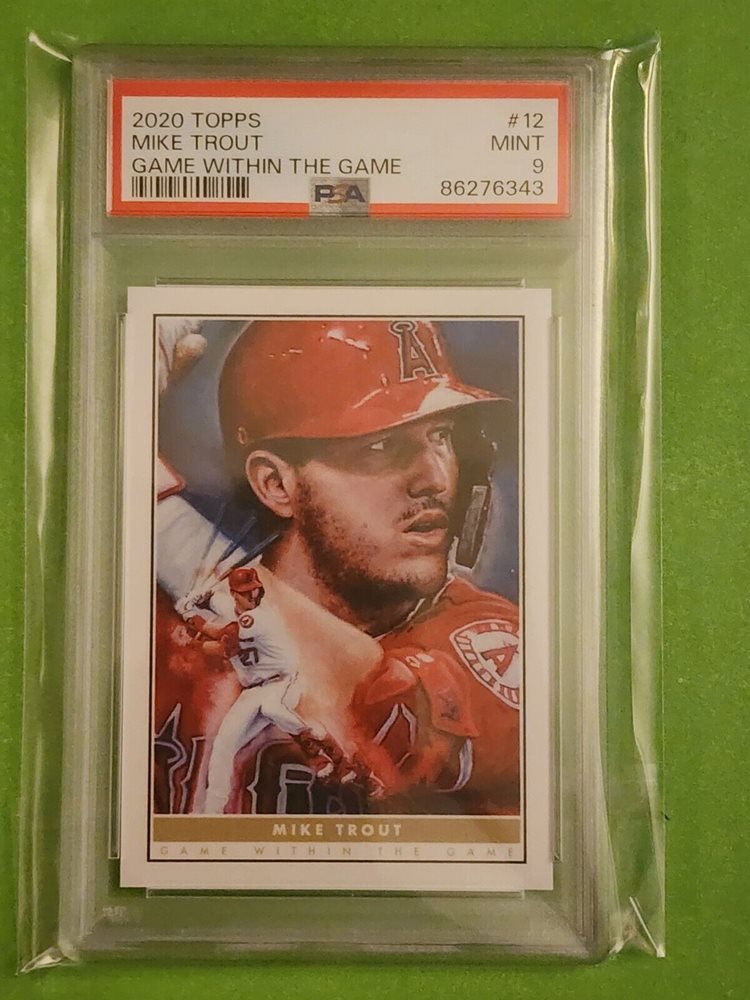 2020 TOPPS #12
MIKE TROUT MINT
GAME WITHIN THE GAME 9
PSA 86276343
A
A
MIKE TROUT
GAME WITHIN THE GAME